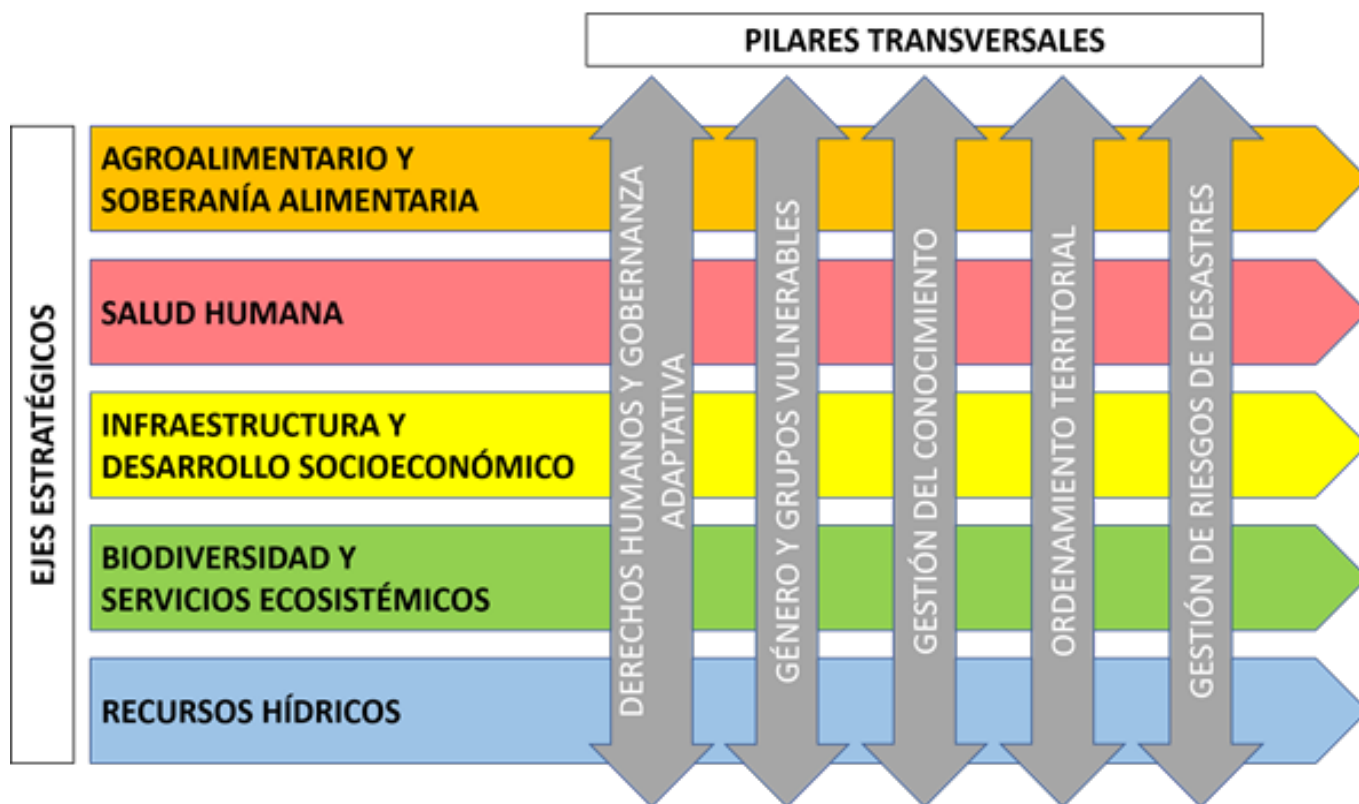 PILARES TRANSVERSALES
EJES ESTRATÉGICOS
AGROALIMENTARIO Y
SOBERANÍA ALIMENTARIA
SALUD HUMANA
INFRAESTRUCTURA Y
DESARROLLO SOCIOECONÓMICO
BIODIVERSIDAD Y
SERVICIOS ECOSISTÉMICOS
RECURSOS HÍDRICOS
DERECHOS HUMANOS Y GOBERNANZA
ADAPTATIVA
GÉNERO Y GRUPOS VULNERABLES
GESTIÓN DEL CONOCIMIENTO
ORDENAMIENTO TERRITORIAL
GESTIÓN DE RIESGOS DE DESASTRES